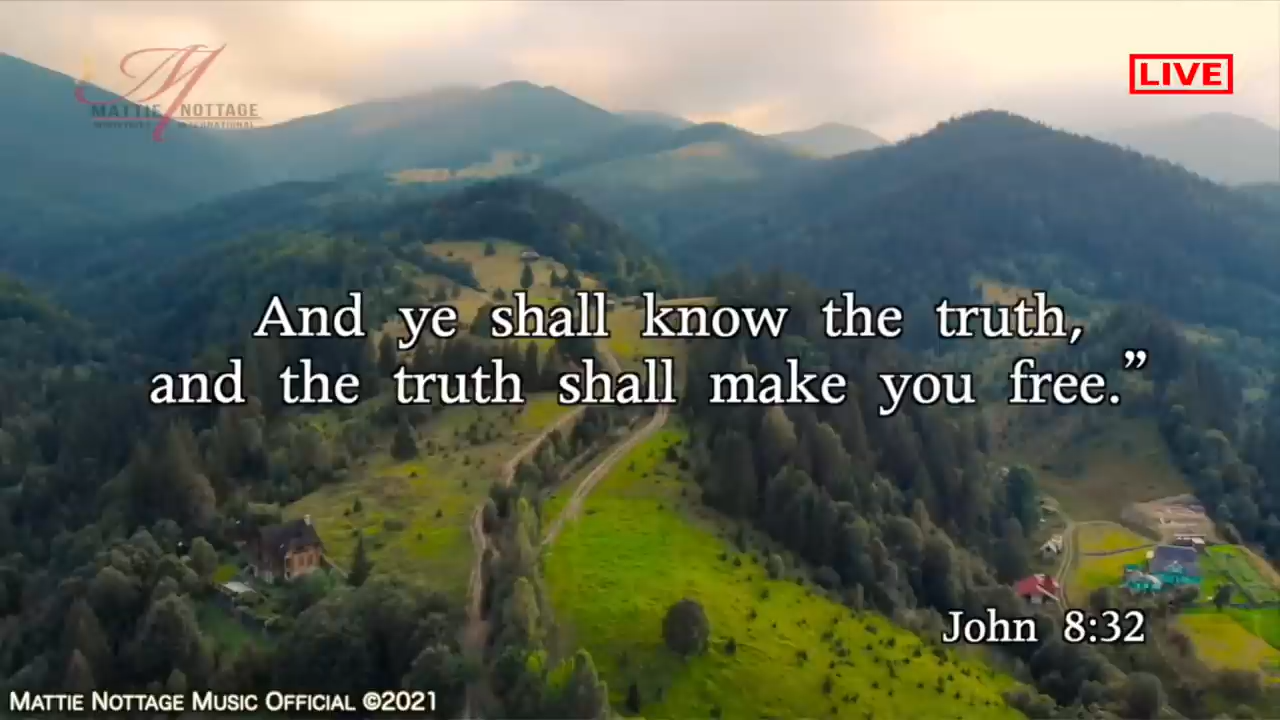 MATTIE NOTTAGE
LIVE
And ye shall know the truth,
and the truth shall make you free.”
John 8:32
MATTIE NOTTAGE MUSIC OFFICIAL ©2021